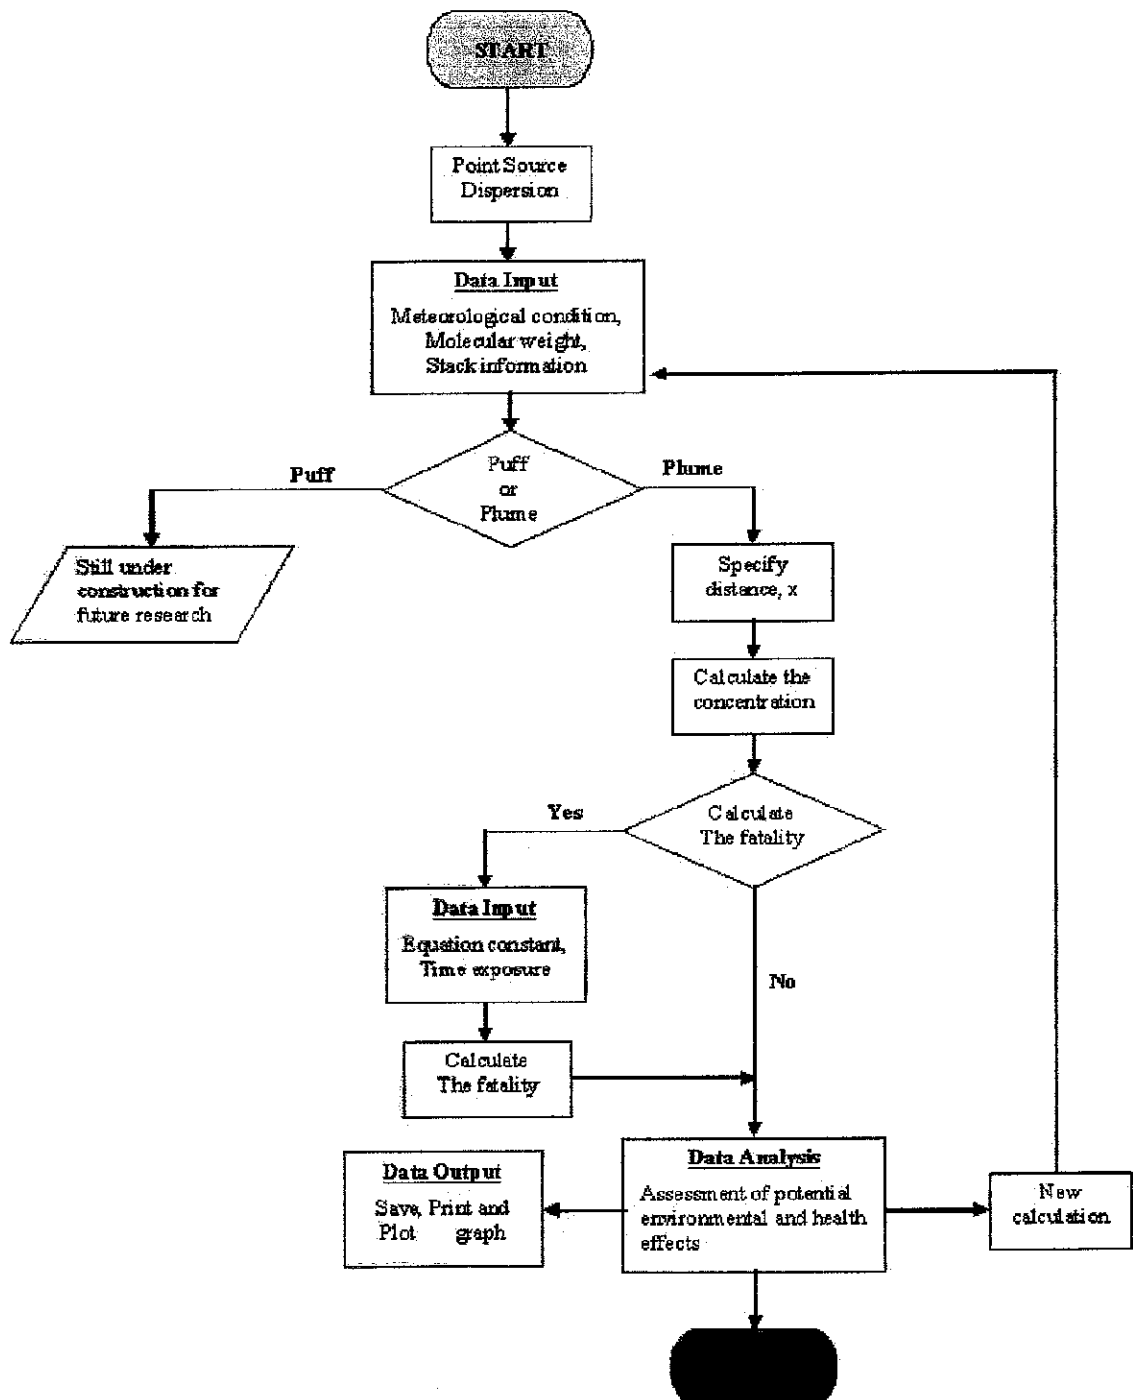 START
Point Source
Dispersion
Data Input
Meteorological condition,
Molecular weight,
Stack information
Puff
Puff
or
Plume
Plume
Still under
construction for
future research
Specify
distance, x
Calculate the
concentration
Yes
Calculate
The fatality
Data Input
Equation constant,
Time exposure
No
Calculate
The fatality
Data Output
Save, Print and
Plot graph
Data Analysis
Assessment of potential
environmental and health
effects
New
calculation